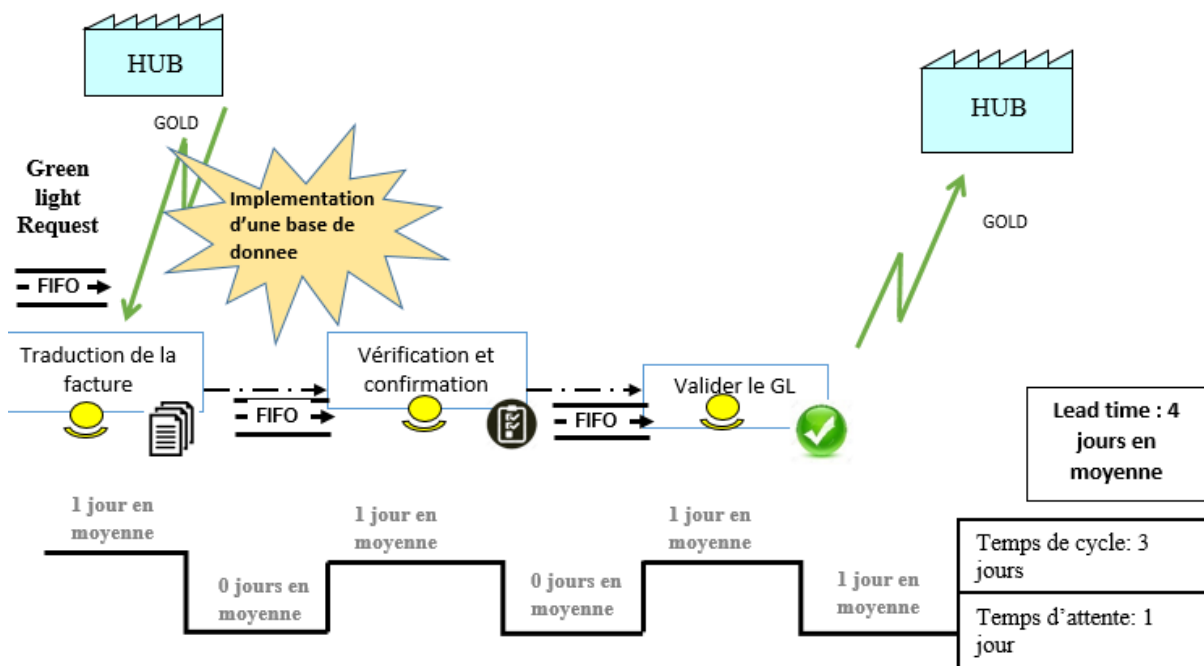 HUB
GOLD
Green
light
Request
FIFO
Implementation
d'une base de
donnee
HUB
GOLD
Traduction de la
facture
FIFO
Vérification et
confirmation
FIFO
Valider le GL
Lead time : 4
jours en
moyenne
1 jour en
moyenne
0 jours en
moyenne
1 jour en
moyenne
0 jours en
moyenne
1 jour en
moyenne
1 jour en
moyenne
Temps de cycle: 3
jours
Temps d'attente: 1
jour